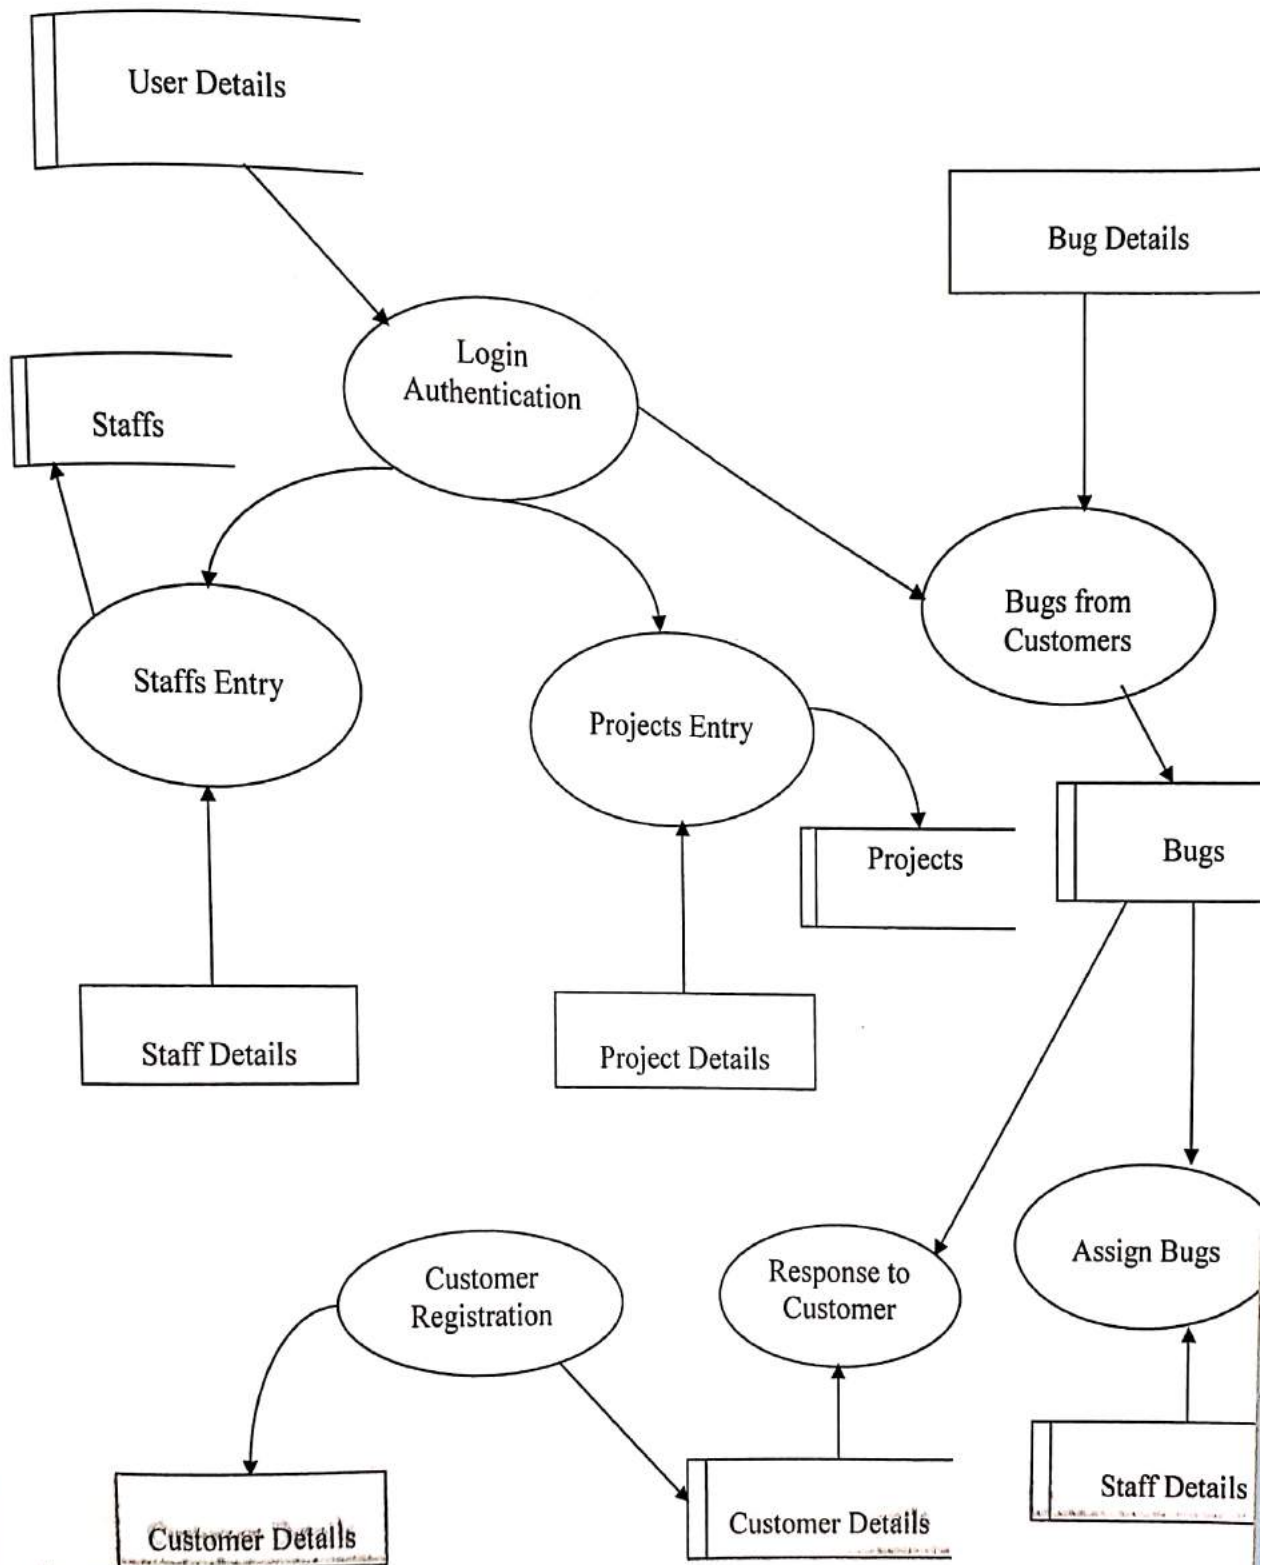 User Details
Bug Details
Login
Authentication
Staffs
Bugs from
Customers
Staffs Entry
Projects Entry
Projects
Bugs
Staff Details
Project Details
Customer
Registration
Response to
Customer
Assign Bugs
Customer Details
Customer Details
Staff Details